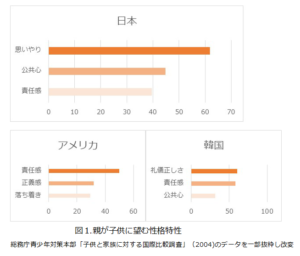 日本
思いやり
公共心
責任感
0 10 20 30 40 50 60 70
アメリカ
責任感
正義感
落ち着き
0 20 40 60
韓国
礼儀正しさ
責任感
公共心
0 50 100
図1.親が子供に望む性格特性
総務庁青少年対策本部「子供と家族に対する国際比較調査」（2004)のデータを一部抜粋し改変